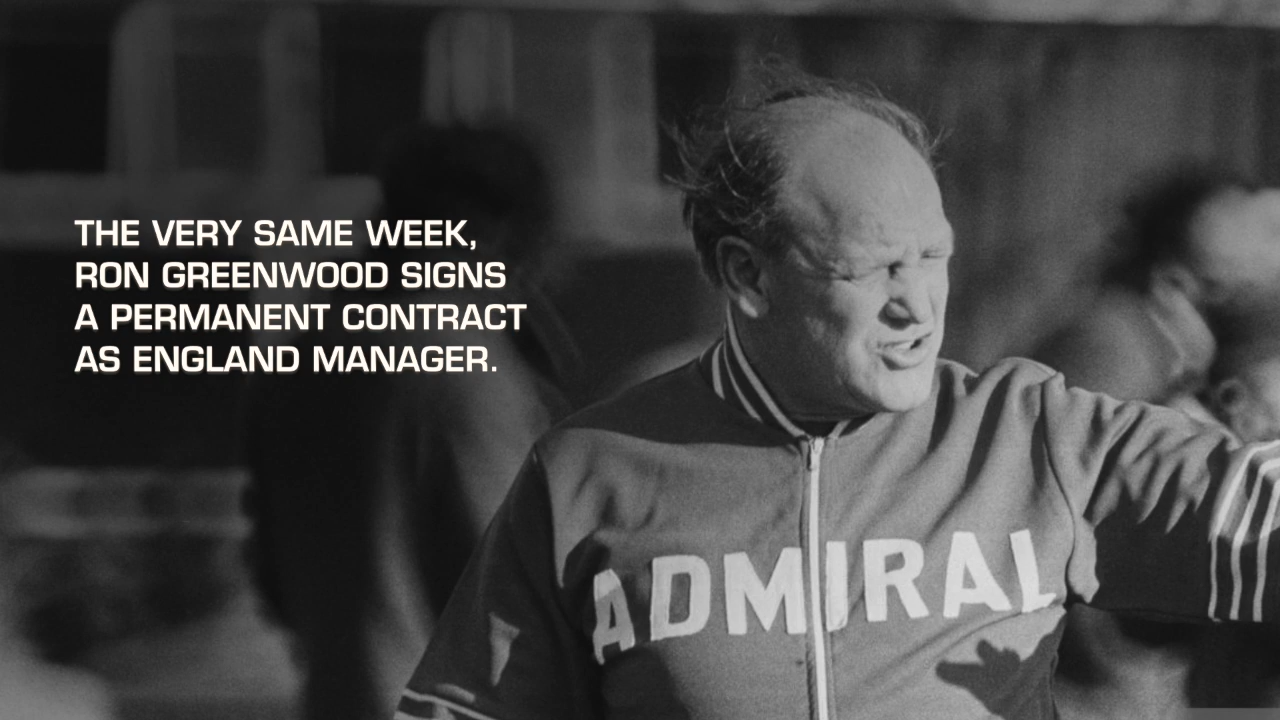 THE VERY SAME WEEK,
RON GREENWOOD SIGNS
A PERMANENT CONTRACT
AS ENGLAND MANAGER.
ADMIRAL